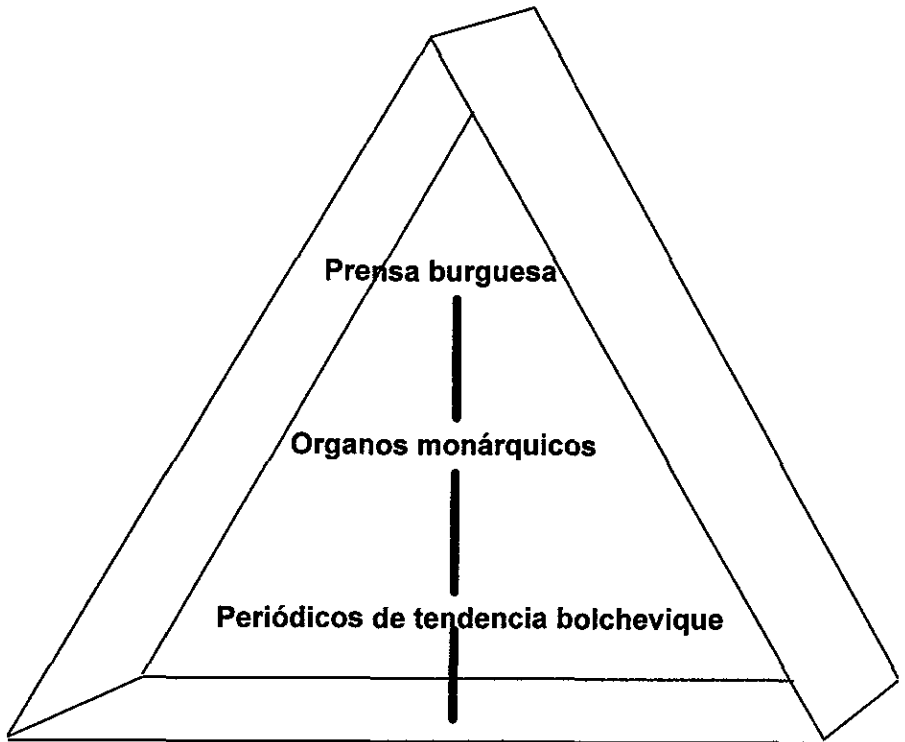 Prensa burguesa
Organos monárquicos
Periódicos de tendencia bolchevique